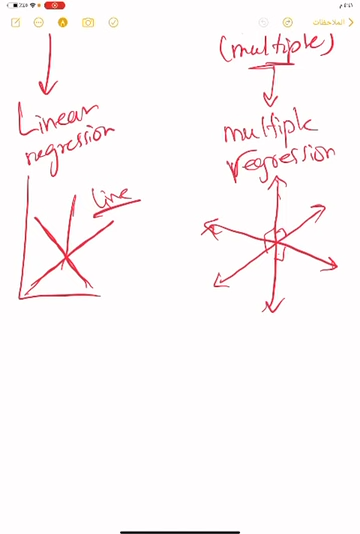 الملاحظات
(multiple)
Linear
regression
multiple
regression
Line